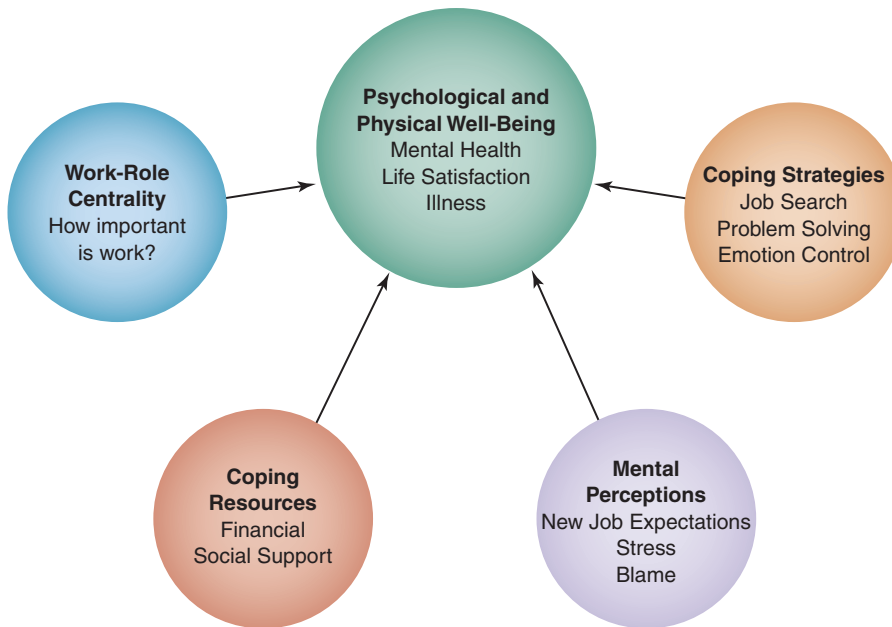 Psychological and
Physical Well-Being
Mental Health
Life Satisfaction
Illness
Work-Role
Centrality
How important
is work?
Coping Strategies
Job Search
Problem Solving
Emotion Control
Coping
Resources
Financial
Social Support
Mental
Perceptions
New Job Expectations
Stress
Blame